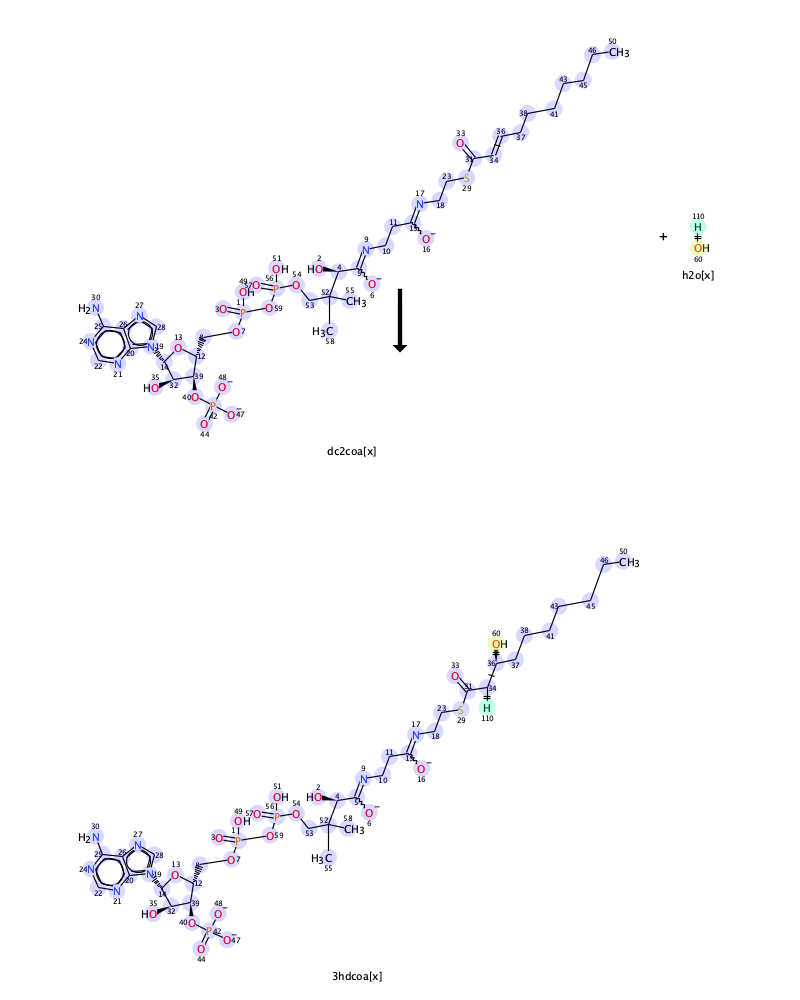 50
46
CH3
43
45
38
41
33
36
37
O
31
34
23
S
29
17
N
18
11
15
O−
16
110
H
+
OH
60
h2o[x]
9
N
10
2
HO
4
5
O−
6
51
OH
56
54
O
49
OH
57
O
P
52
55
CH3
53
3
O
1
P
O
59
H3C
58
30
H2N
27
N
25
26
28
24
N
20
N
19
22
N
21
13
O
8
O
7
12
14
35
HO
32
39
48
O−
40
O
P
42
O−
47
O
44
dc2coa[x]
50
46
CH3
43
45
60
OH
38
41
36
37
33
O
31
34
H
110
23
S
29
17
N
18
11
15
O−
16
9
N
10
2
HO
4
5
O−
6
51
OH
56
54
O
49
OH
57
O
P
52
58
CH3
53
3
O
1
P
O
59
H3C
55
30
H2N
27
N
25
26
28
24
N
20
N
19
22
N
21
13
O
8
O
7
12
14
35
HO
32
39
48
O−
40
O
P
42
O−
47
O
44
3hdcoa[x]